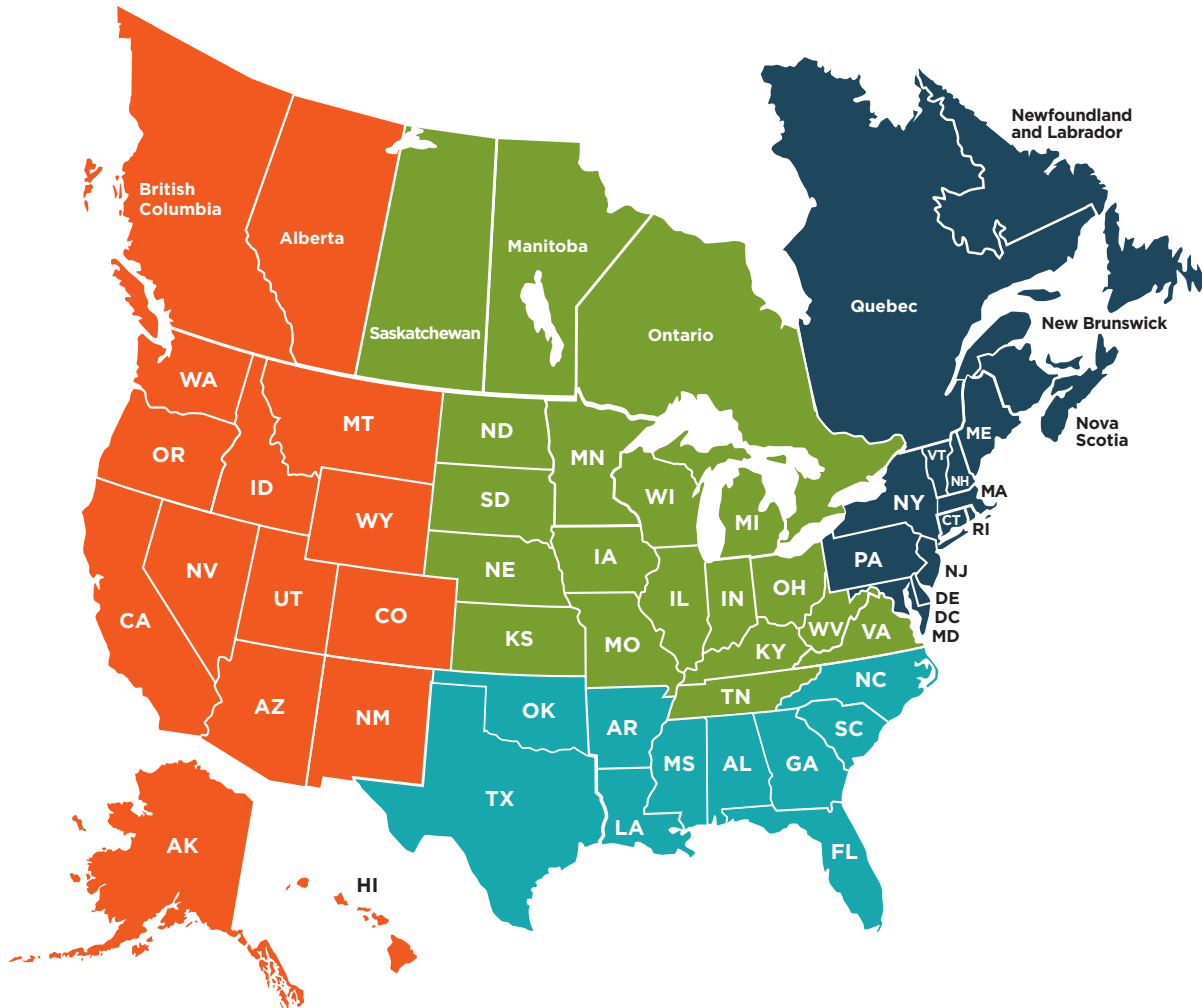 Newfoundland
and Labrador
British
Columbia
Alberta
Manitoba
Quebec
Saskatchewan
Ontario
New Brunswick
WA
MT
ND
ME
Nova
Scotia
OR
MN
VT
ID
SD
WI
NH
MA
WY
MI
NY
CT
RI
NV
NE
IA
PA
NJ
UT
IL
IN
OH
DE
CA
CO
DC
KS
MO
WV
VA
MD
KY
AZ
NM
TN
NC
OK
AR
SC
MS
AL
GA
TX
LA
AK
FL
HI